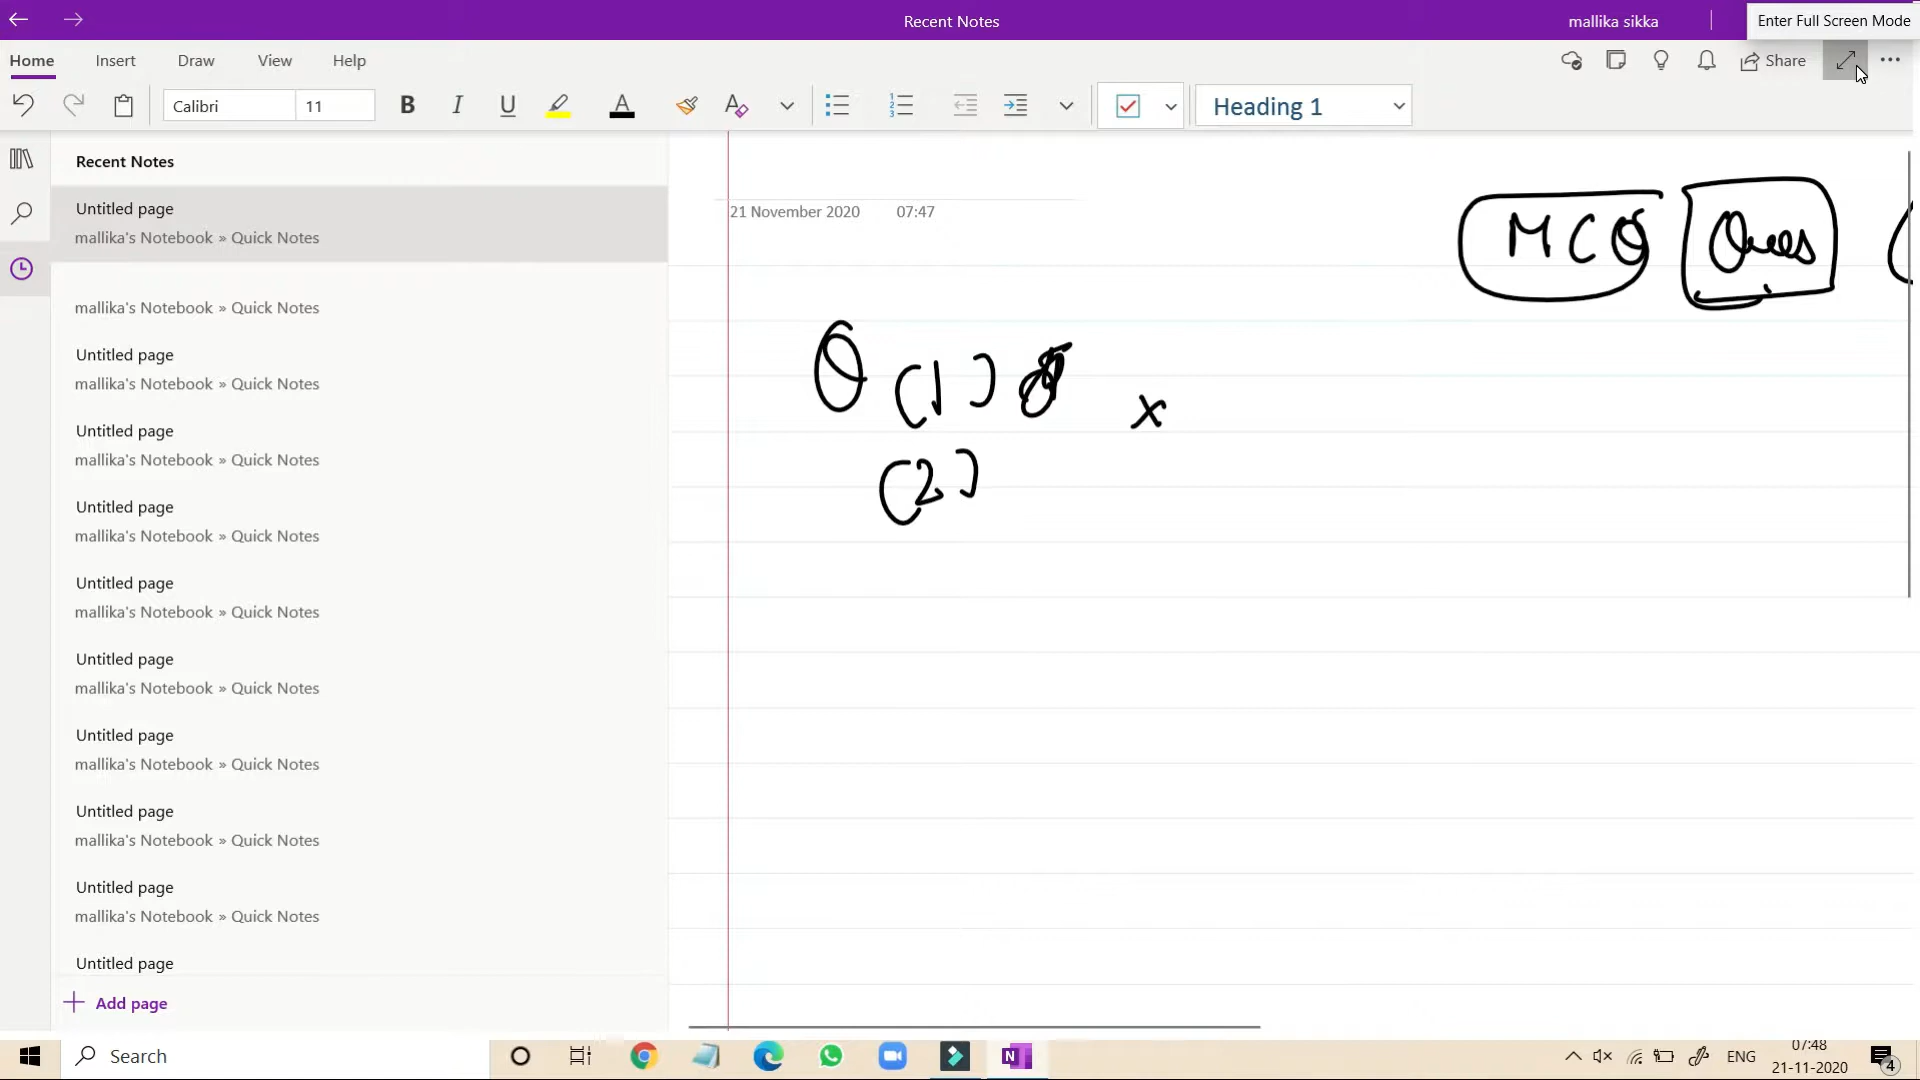 Recent Notes
mallika sikka
Enter Full Screen Mode
Home Insert Draw View Help
Share
Calibri 11 B I U A A
Heading 1
Recent Notes
Untitled page
mallika's Notebook » Quick Notes
mallika's Notebook » Quick Notes
Untitled page
mallika's Notebook » Quick Notes
Untitled page
mallika's Notebook » Quick Notes
Untitled page
mallika's Notebook » Quick Notes
Untitled page
mallika's Notebook » Quick Notes
Untitled page
mallika's Notebook » Quick Notes
Untitled page
mallika's Notebook » Quick Notes
Untitled page
mallika's Notebook » Quick Notes
Untitled page
mallika's Notebook » Quick Notes
Untitled page
Add page
21 November 2020 07:47
MCQ Ques
Q (1) x
(2)
Search
N
ENG
07:48
21-11-2020
4